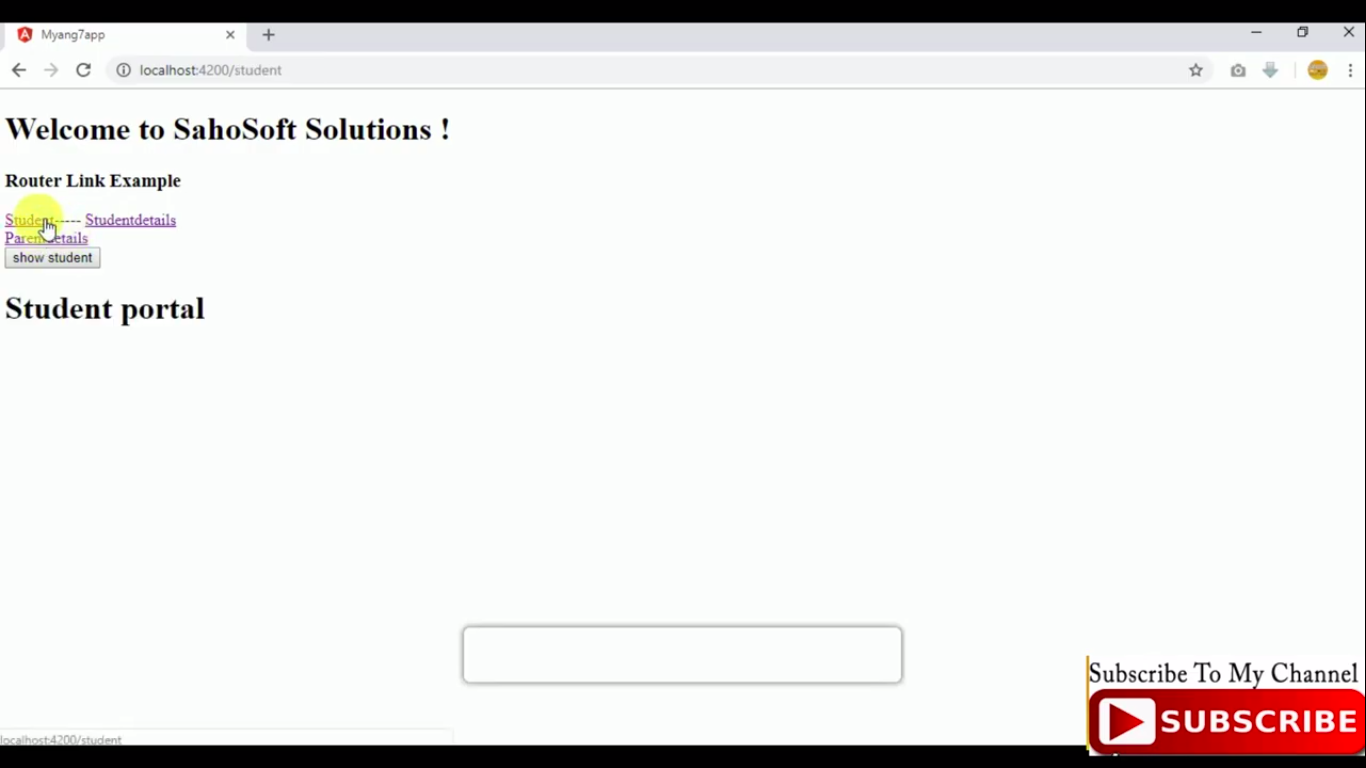 Myang7app
localhost:4200/student
Welcome to SahoSoft Solutions !
Router Link Example
Student----- Studentdetails
Parentdetails
show student
Student portal
Subscribe To My Channel
SUBSCRIBE
localhost:4200/student